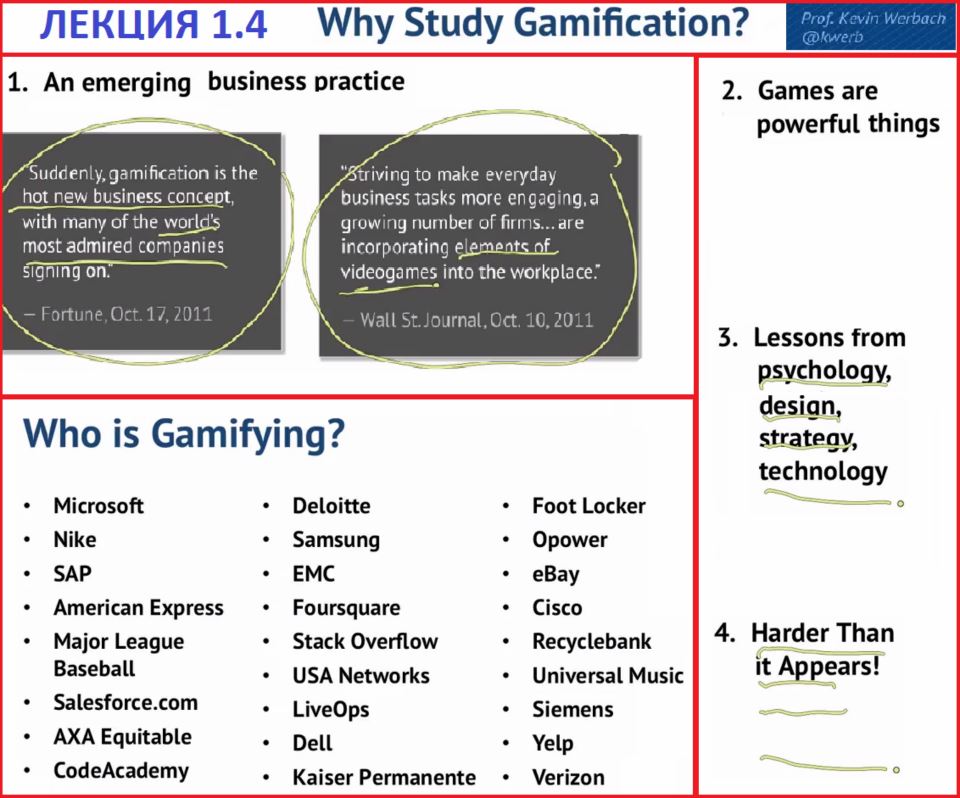 ЛЕКЦИЯ 1.4
Why Study Gamification?
Prof. Kevin Werbach
@kwerb
1. An emerging business practice
"Suddenly, gamification is the
hot new business concept,
with many of the world's
most admired companies
signing on."
— Fortune, Oct. 17, 2011
"Striving to make everyday
business tasks more engaging, a
growing number of firms...are
incorporating elements of
videogames into the workplace."
— Wall St. Journal, Oct. 10, 2011
2. Games are
powerful things
3. Lessons from
psychology,
design,
strategy,
technology
4. Harder Than
it Appears!
Who is Gamifying?
• Microsoft
• Nike
• SAP
• American Express
• Major League
Baseball
• Salesforce.com
• AXA Equitable
• CodeAcademy
• Deloitte
• Samsung
• EMC
• Foursquare
• Stack Overflow
• USA Networks
• LiveOps
• Dell
• Kaiser Permanente
• Foot Locker
• Opower
• eBay
• Cisco
• Recyclebank
• Universal Music
• Siemens
• Yelp
• Verizon